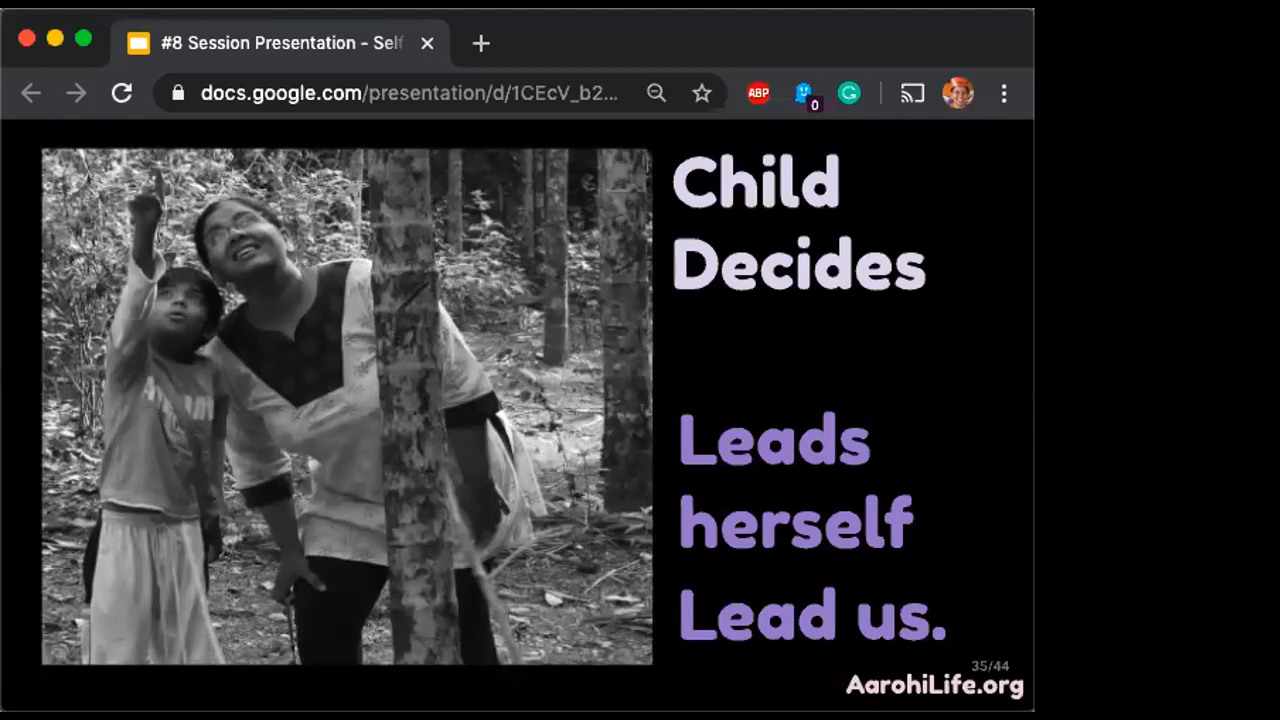 #8 Session Presentation - Self
docs.google.com/presentation/d/1CEcV_b2...
ABP
0
Child
Decides
Leads
herself
Lead us.
35/44
AarohiLife.org